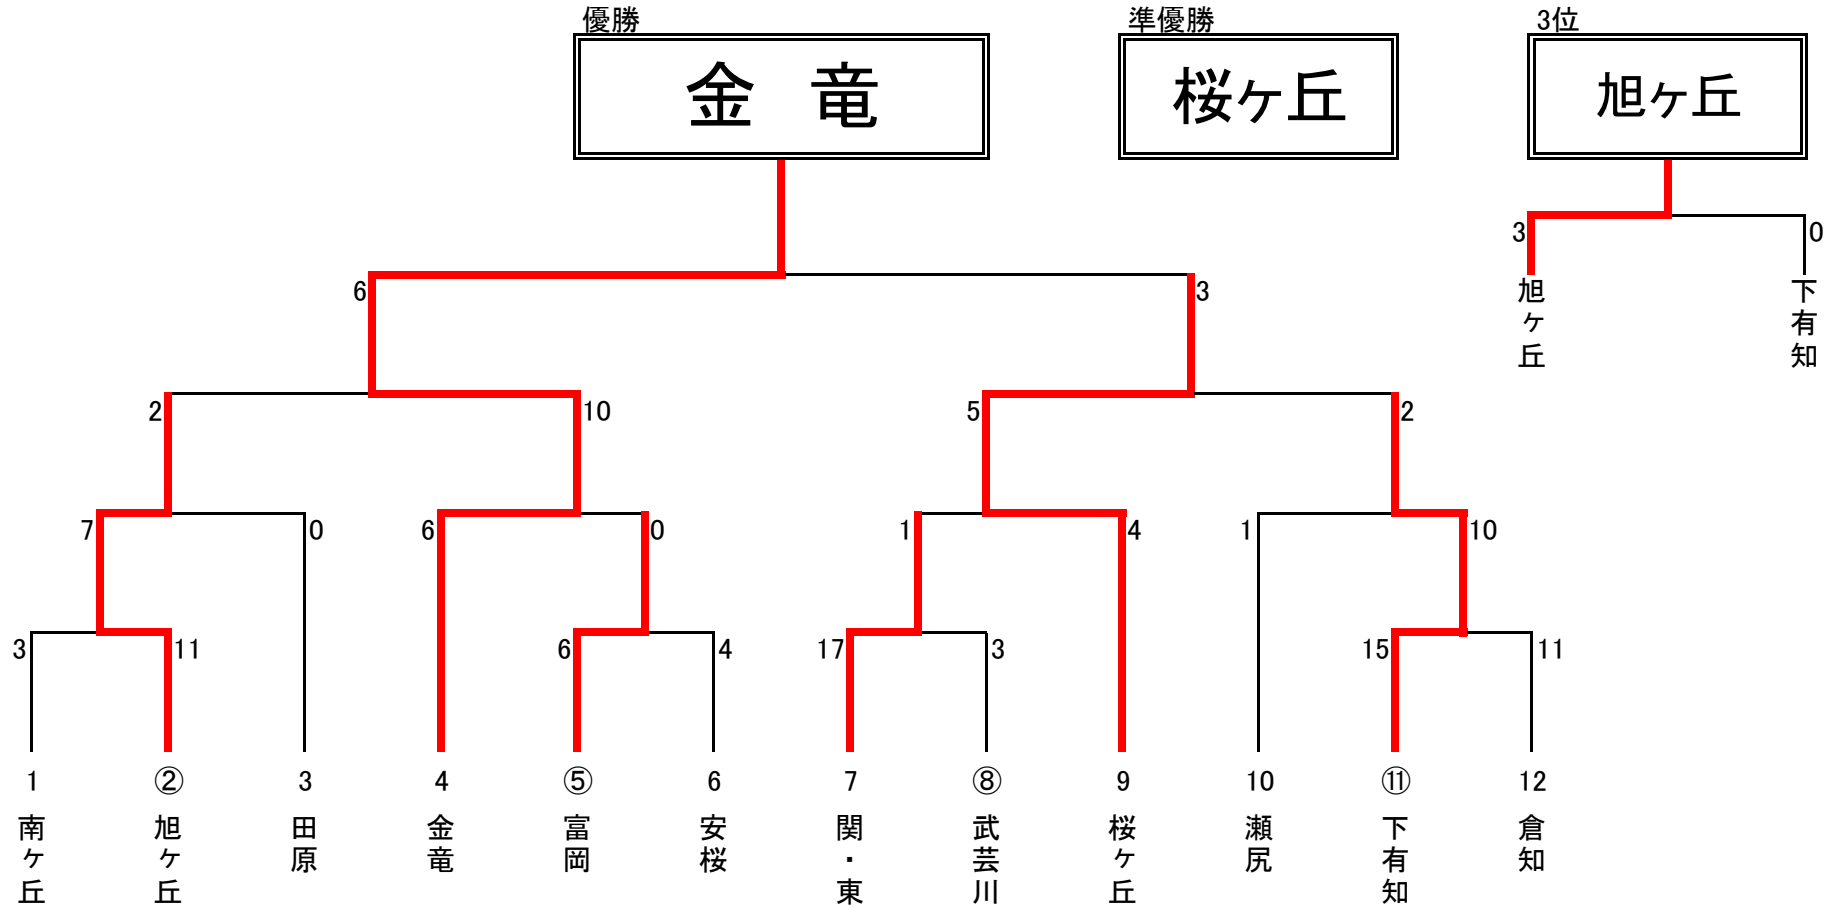 優勝
準優勝
3位
金　竜
桜ヶ丘
旭ヶ丘
3
0
旭ヶ丘
下有知
6
3
2
10
5
2
7
0
6
0
1
4
1
10
3
11
6
4
17
3
15
11
1
②
3
4
⑤
6
7
⑧
9
10
⑪
12
南ヶ丘
旭ヶ丘
田原
金竜
富岡
安桜
関・東
武芸川
桜ヶ丘
瀬尻
下有知
倉知